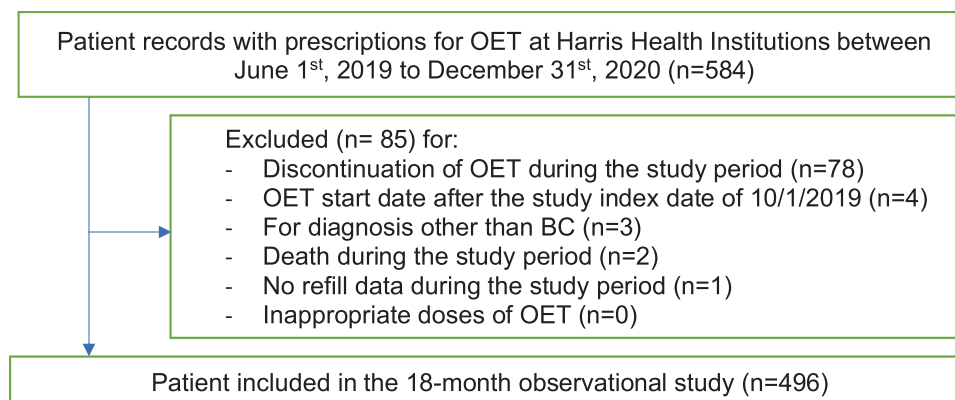 Patient records with prescriptions for OET at Harris Health Institutions between
June 1st, 2019 to December 31st, 2020 (n=584)
Excluded (n= 85) for:
- Discontinuation of OET during the study period (n=78)
- OET start date after the study index date of 10/1/2019 (n=4)
- For diagnosis other than BC (n=3)
- Death during the study period (n=2)
- No refill data during the study period (n=1)
- Inappropriate doses of OET (n=0)
Patient included in the 18-month observational study (n=496)